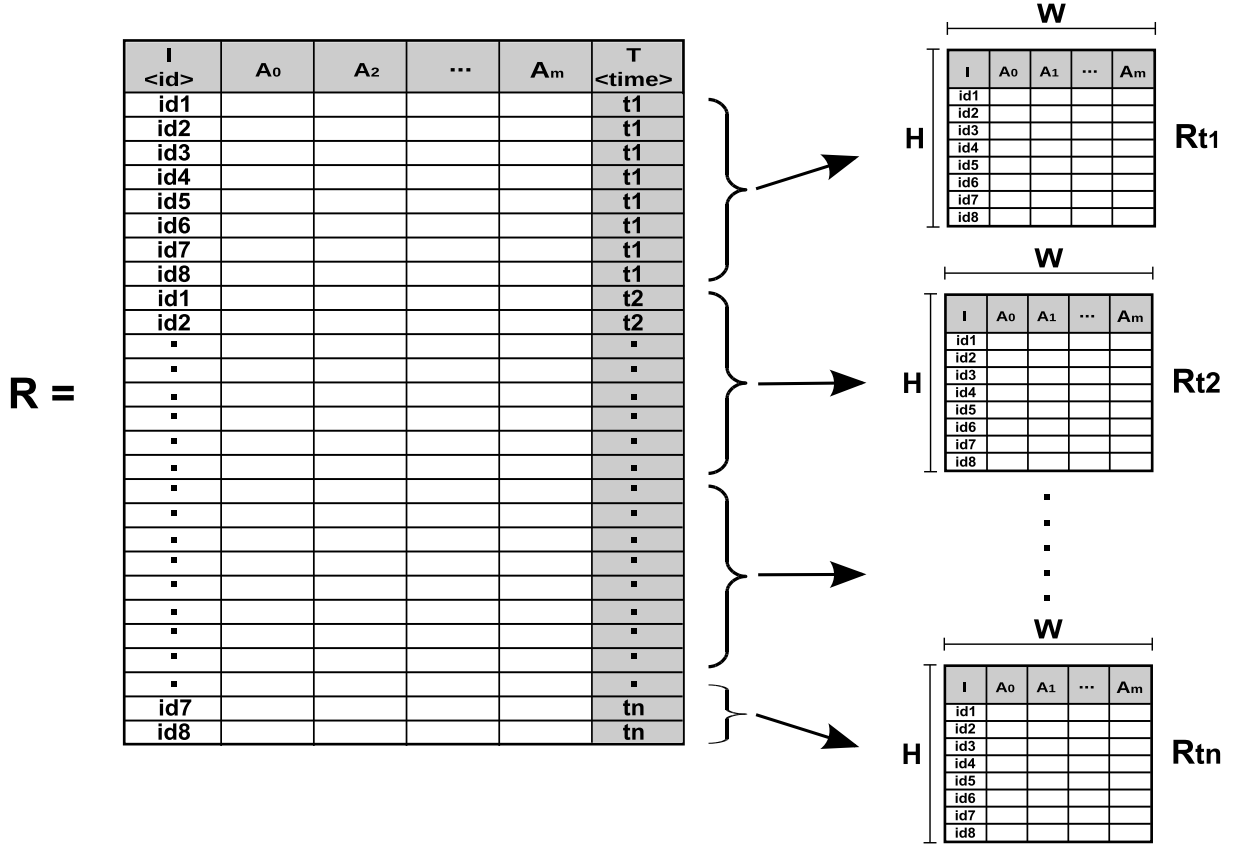 R =
I <id> A0 A2 ... Am T <time>
id1 t1
id2 t1
id3 t1
id4 t1
id5 t1
id6 t1
id7 t1
id8 t1
id1 t2
id2 t2
id7 tn
id8 tn
W
H
I A0 A1 ... Am
id1
id2
id3
id4
id5
id6
id7
id8
Rt1
W
H
I A0 A1 ... Am
id1
id2
id3
id4
id5
id6
id7
id8
Rt2
W
H
I A0 A1 ... Am
id1
id2
id3
id4
id5
id6
id7
id8
Rtn